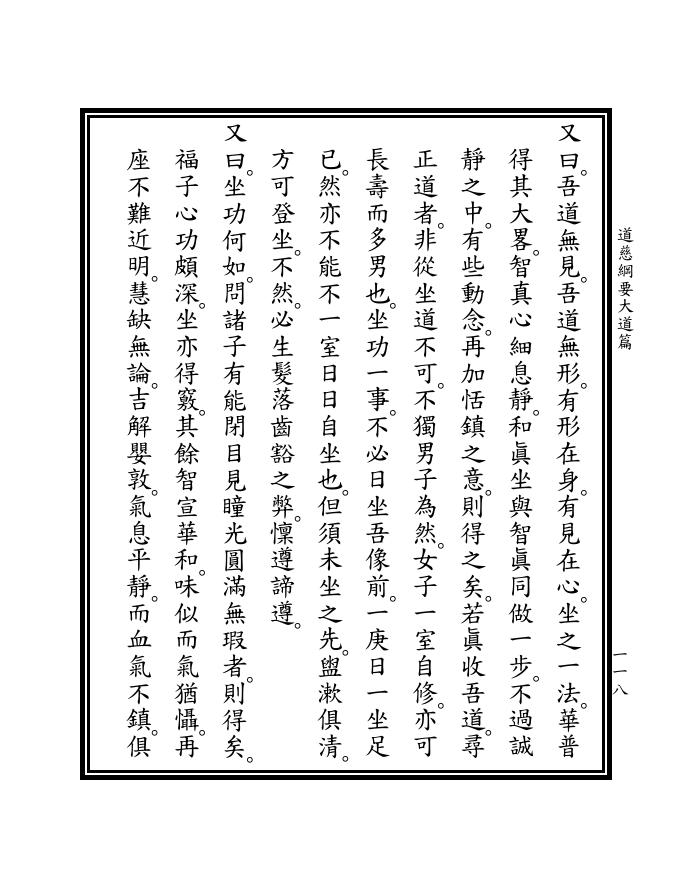 道慈綱要大道篇
一一八
又曰。吾道無見。吾道無形。有形在身。有見在心。坐之一法。華普
得其大畧。智真心細息靜。和眞坐與智眞同做一步。不過誠
靜之中。有些動念。再加恬鎮之意。則得之矣。若眞收吾道。尋
正道者。非從坐道不可。不獨男子為然。女子一室自修。亦可
長壽而多男也。坐功一事。不必日坐吾像前。一庚日一坐足
已。然亦不能不一室日日自坐也。但須未坐之先。盥漱俱清。
方可登坐。不然。必生髮落齒豁之弊。懍遵諦遵。
又曰。坐功何如。問諸子有能閉目見瞳光圓滿無瑕者。則得矣。
福子心功頗深。坐亦得竅。其餘智宣華和。味似而氣猶懾。再
座不難近明。慧缺無論。吉解嬰敦。氣息平靜。而血氣不鎮。俱